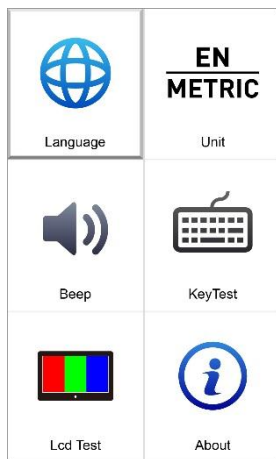 EN
METRIC
Language
Unit
Beep
KeyTest
Lcd Test
About